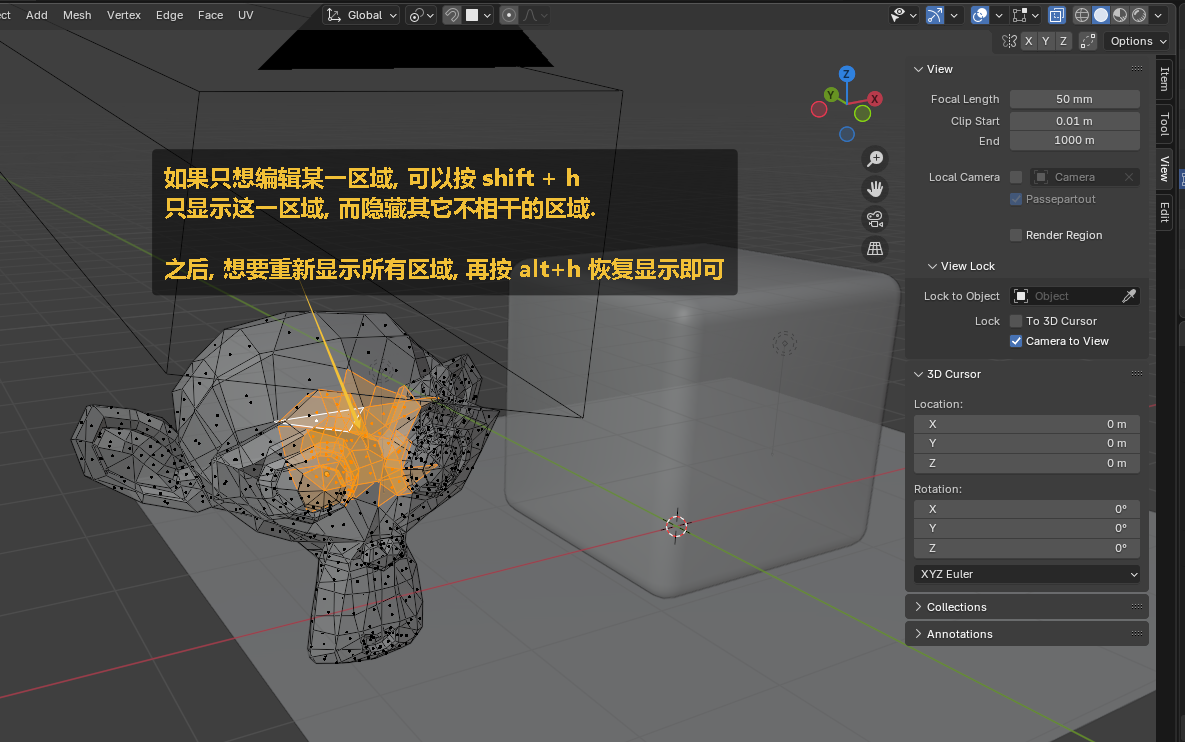 ect Add Mesh Vertex Edge Face UV Global
X Y Z Options
View
Focal Length 50 mm
Clip Start 0.01 m
End 1000 m
Local Camera Camera
Passepartout
Render Region
View Lock
Lock to Object Object
Lock To 3D Cursor
Camera to View
3D Cursor
Location:
X 0 m
Y 0 m
Z 0 m
Rotation:
X 0°
Y 0°
Z 0°
XYZ Euler
Collections
Annotations
Item
Tool
View
Edit
Z
Y
X
如果只想编辑某一区域, 可以按 shift + h
只显示这一区域, 而隐藏其它不相干的区域.
之后, 想要重新显示所有区域, 再按 alt+h 恢复显示即可